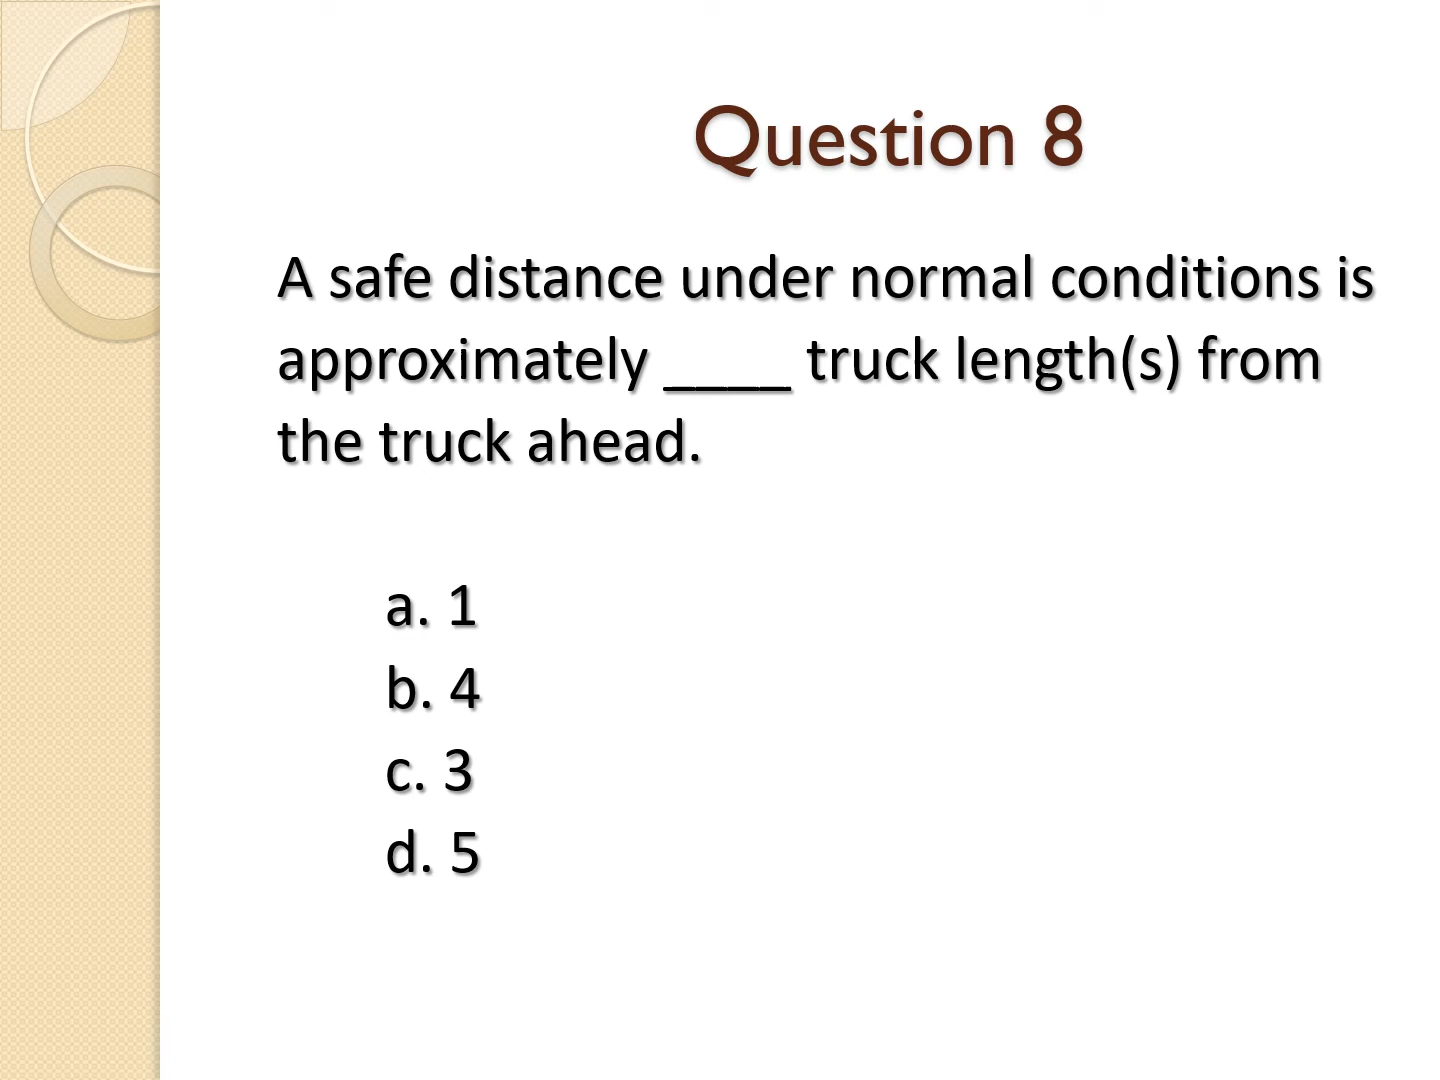 Question 8
A safe distance under normal conditions is
approximately ____ truck length(s) from
the truck ahead.
a. 1
b. 4
c. 3
d. 5